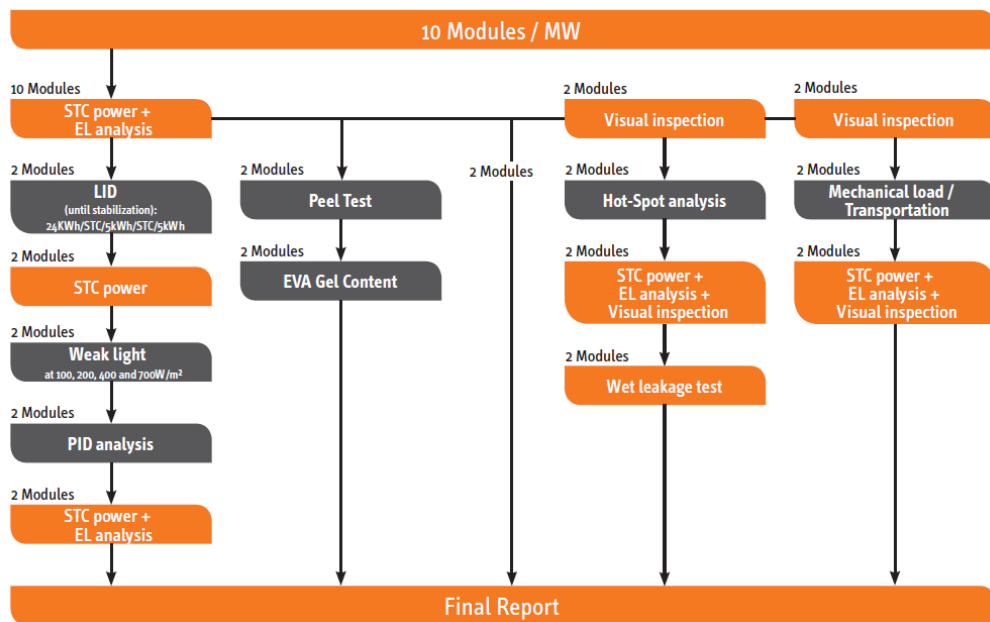 10 Modules / MW
10 Modules
STC power +
EL analysis
2 Modules
LID
(until stabilization):
24KWh/STC/5kWh/STC/5kWh
2 Modules
STC power
2 Modules
Weak light
at 100, 200, 400 and 700W/m²
2 Modules
PID analysis
2 Modules
STC power +
EL analysis
2 Modules
Peel Test
2 Modules
EVA Gel Content
2 Modules
2 Modules
Visual inspection
2 Modules
Hot-Spot analysis
2 Modules
STC power +
EL analysis +
Visual inspection
2 Modules
Wet leakage test
2 Modules
Visual inspection
2 Modules
Mechanical load /
Transportation
2 Modules
STC power +
EL analysis +
Visual inspection
Final Report